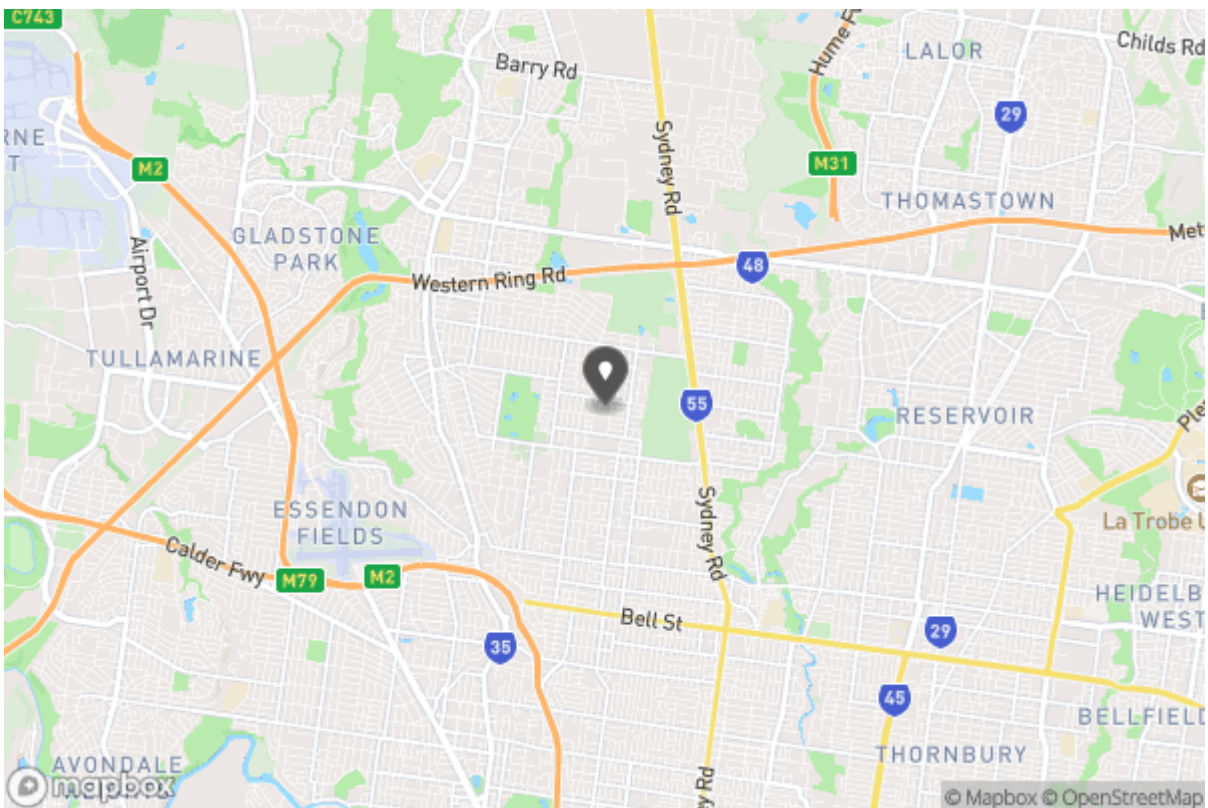 C743
Barry Rd
Hume F
LALOR
Childs Rd
29
RNE
T
M2
Sydney Rd
M31
THOMASTOWN
GLADSTONE
PARK
Airport Dr
Western Ring Rd
48
Met
TULLAMARINE
55
RESERVOIR
Ple
ESSENDON
FIELDS
Sydney Rd
La Trobe U
Calder Fwy
M79
M2
HEIDELB
WEST
Bell St
29
35
45
BELLFIELD
AVONDALE
THORNBURY
y Rd
mapbox
© Mapbox © OpenStreetMap